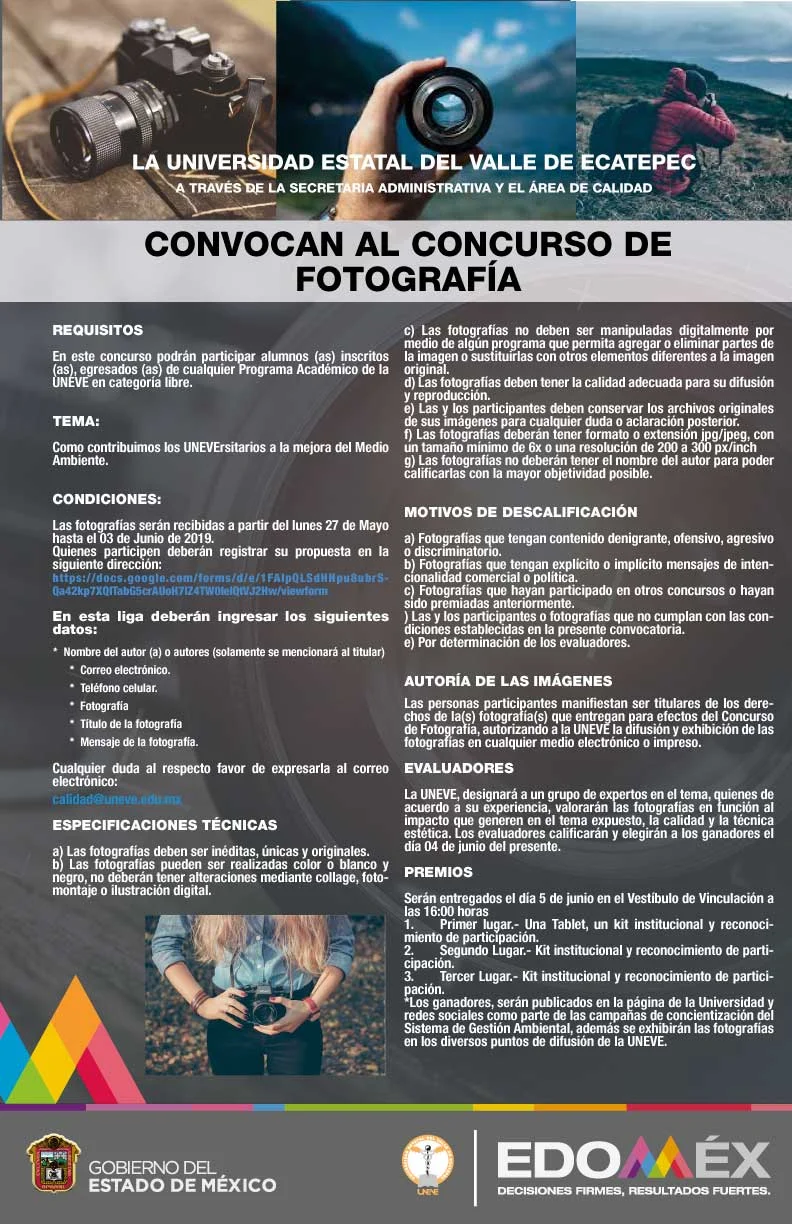 LA UNIVERSIDAD ESTATAL DEL VALLE DE ECATEPEC
A TRAVÉS DE LA SECRETARIA ADMINISTRATIVA Y EL ÁREA DE CALIDAD
CONVOCAN AL CONCURSO DE
FOTOGRAFÍA
REQUISITOS
En este concurso podrán participar alumnos (as) inscritos
(as), egresados (as) de cualquier Programa Académico de la
UNEVE en categoría libre.
TEMA:
Como contribuimos los UNEVErsitarios a la mejora del Medio
Ambiente.
CONDICIONES:
Las fotografías serán recibidas a partir del lunes 27 de Mayo
hasta el 03 de Junio de 2019.
Quienes participen deberán registrar su propuesta en la
siguiente dirección:
En esta liga deberán ingresar los siguientes
datos:
* Nombre del autor (a) o autores (solamente se mencionará al titular)
* Correo electrónico.
* Teléfono celular.
* Fotografía
* Título de la fotografía
* Mensaje de la fotografía.
Cualquier duda al respecto favor de expresarla al correo
electrónico:
calidad@uneve.edu.mx
ESPECIFICACIONES TÉCNICAS
a) Las fotografías deben ser inéditas, únicas y originales.
b) Las fotografías pueden ser realizadas color o blanco y
negro, no deberán tener alteraciones mediante collage, foto-
montaje o ilustración digital.
c) Las fotografías no deben ser manipuladas digitalmente por
medio de algún programa que permita agregar o eliminar partes de
la imagen o sustituirlas con otros elementos diferentes a la imagen
original.
d) Las fotografías deben tener la calidad adecuada para su difusión
y reproducción.
e) Las y los participantes deben conservar los archivos originales
de sus imágenes para cualquier duda o aclaración posterior.
f) Las fotografías deberán tener formato o extensión jpg/jpeg, con
un tamaño mínimo de 6x o una resolución de 200 a 300 px/inch
g) Las fotografías no deberán tener el nombre del autor para poder
calificarlas con la mayor objetividad posible.
MOTIVOS DE DESCALIFICACIÓN
a) Fotografías que tengan contenido denigrante, ofensivo, agresivo
o discriminatorio.
b) Fotografías que tengan explícito o implícito mensajes de inten-
cionalidad comercial o política.
c) Fotografías que hayan participado en otros concursos o hayan
sido premiadas anteriormente.
) Las y los participantes o fotografías que no cumplan con las con-
diciones establecidas en la presente convocatoria.
e) Por determinación de los evaluadores.
AUTORÍA DE LAS IMÁGENES
Las personas participantes manifiestan ser titulares de los dere-
chos de la(s) fotografía(s) que entregan para efectos del Concurso
de Fotografía, autorizando a la UNEVE la difusión y exhibición de las
fotografías en cualquier medio electrónico o impreso.
EVALUADORES
La UNEVE, designará a un grupo de expertos en el tema, quienes de
acuerdo a su experiencia, valorarán las fotografías en función al
impacto que generen en el tema expuesto, la calidad y la técnica
estética. Los evaluadores calificarán y elegirán a los ganadores el
día 04 de junio del presente.
PREMIOS
Serán entregados el día 5 de junio en el Vestíbulo de Vinculación a
las 16:00 horas
1. Primer lugar.- Una Tablet, un kit institucional y reconoci-
miento de participación.
2. Segundo Lugar.- Kit institucional y reconocimiento de parti-
cipación.
3. Tercer Lugar.- Kit institucional y reconocimiento de partici-
pación.
*Los ganadores, serán publicados en la página de la Universidad y
redes sociales como parte de las campañas de concientización del
Sistema de Gestión Ambiental, además se exhibirán las fotografías
en los diversos puntos de difusión de la UNEVE.
GOBIERNO DEL
ESTADO DE MÉXICO
UNEVE
EDOMÉX
DECISIONES FIRMES, RESULTADOS FUERTES.